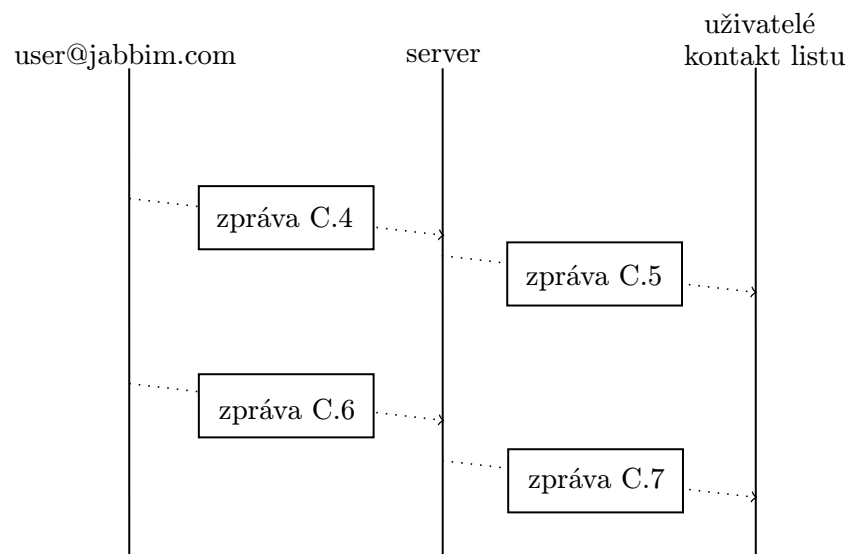 uživatelé
user@jabbim.com server kontakt listu
zpráva C.4
zpráva C.5
zpráva C.6
zpráva C.7